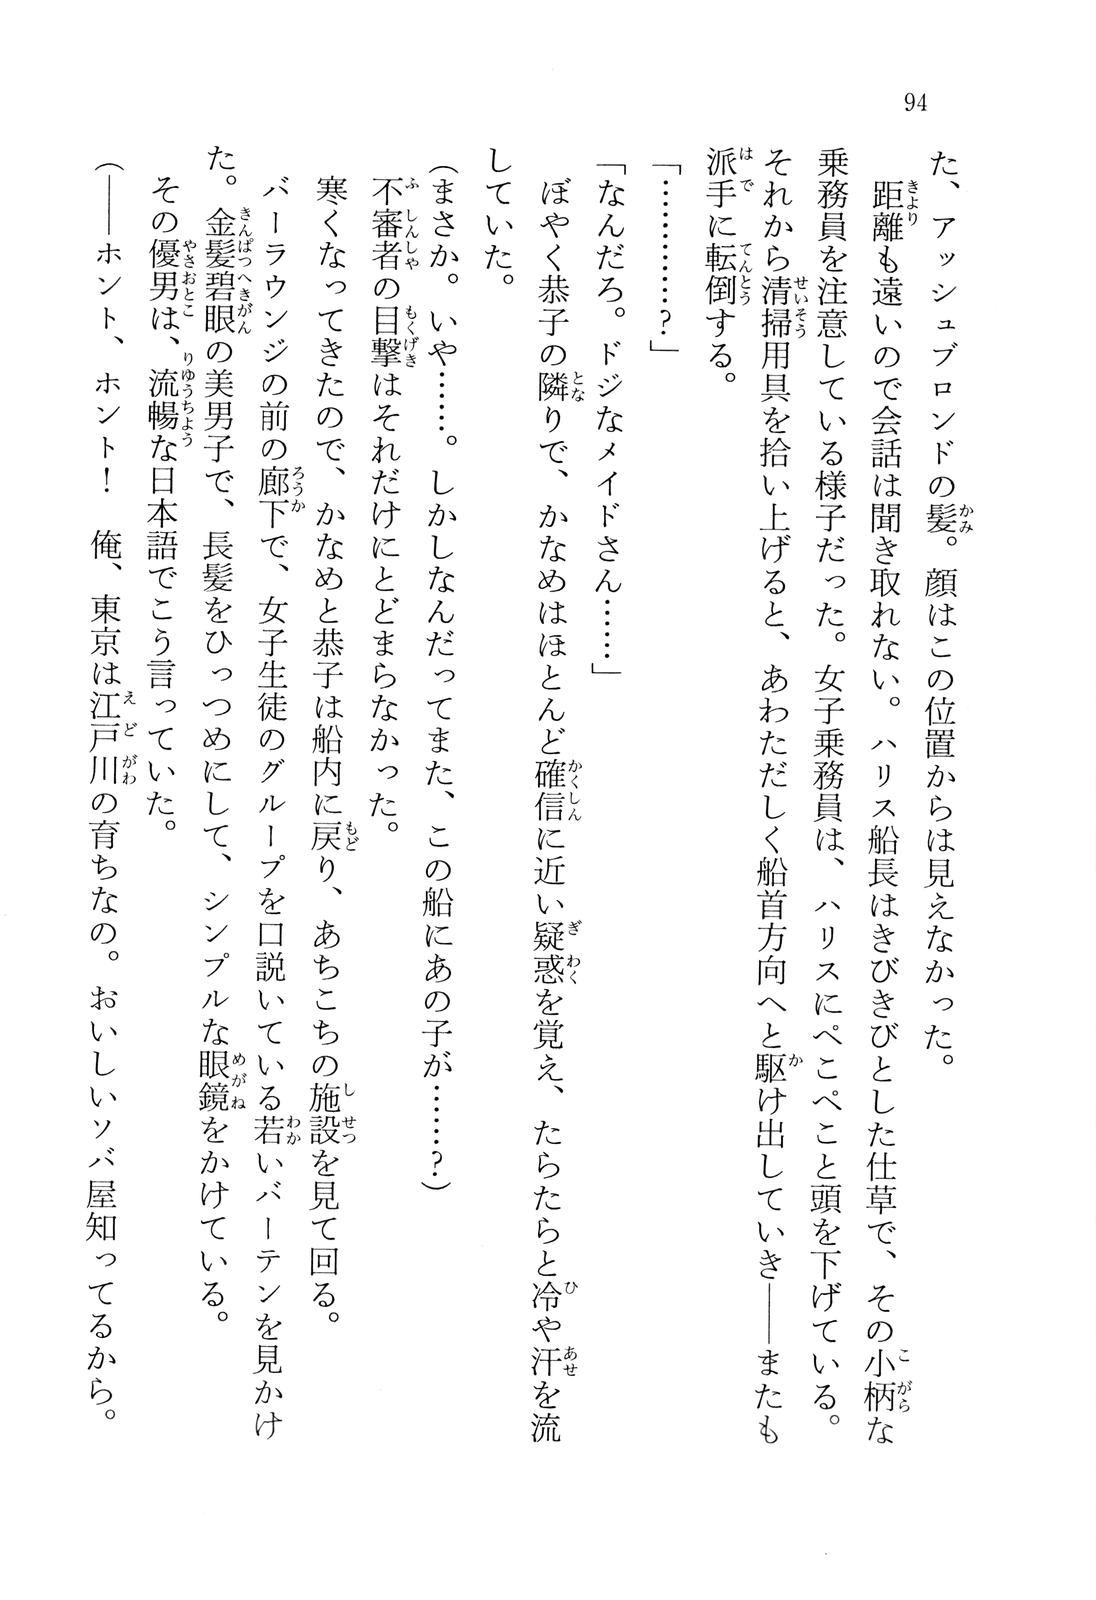 94
た、アッシュブロンドの髪。顔はこの位置からは見えなかった。
距離も遠いので会話は聞き取れない。ハリス船長はきびきびとした仕草で、その小柄な
乗務員を注意している様子だった。女子乗務員は、ハリスにぺこぺこと頭を下げている。
それから清掃用具を拾い上げると、あわただしく船首方向へと駆け出していき――またも
派手に転倒する。
「…………?」
「なんだろ。ドジなメイドさん……」
ぼやく恭子の隣りで、かなめはほとんど確信に近い疑惑を覚え、たらたらと冷や汗を流
していた。
(まさか。いや……。しかしなんだってまた、この船にあの子が……?)
不審者の目撃はそれだけにとどまらなかった。
寒くなってきたので、かなめと恭子は船内に戻り、あちこちの施設を見て回る。
バーラウンジの前の廊下で、女子生徒のグループを口説いている若いバーテンを見かけ
た。金髪碧眼の美男子で、長髪をひっつめにして、シンプルな眼鏡をかけている。
その優男は、流暢な日本語でこう言っていた。
(――ホント、ホント! 俺、東京は江戸川の育ちなの。おいしいソバ屋知ってるから。